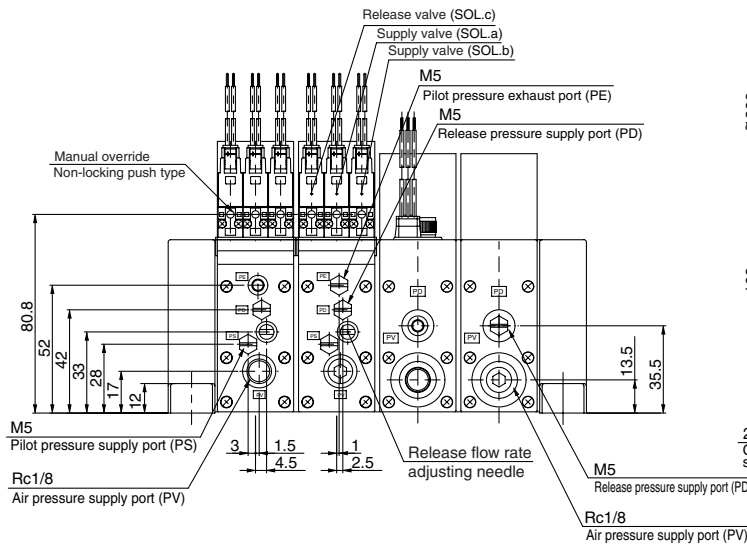 Release valve (SOL.c)
Supply valve (SOL.a)
Supply valve (SOL.b)
M5
Pilot pressure exhaust port (PE)
M5
Release pressure supply port (PD)
Manual override
Non-locking push type
PE
PE
PD
PD
PD
PD
PS
PS
PV
PV
PV
PV
80.8
52
42
33
28
17
12
13.5
35.5
M5
Pilot pressure supply port (PS)
3
1.5
4.5
1
2.5
Rc1/8
Air pressure supply port (PV)
Release flow rate
adjusting needle
M5
Release pressure supply port (PD
Rc1/8
Air pressure supply port (PV)